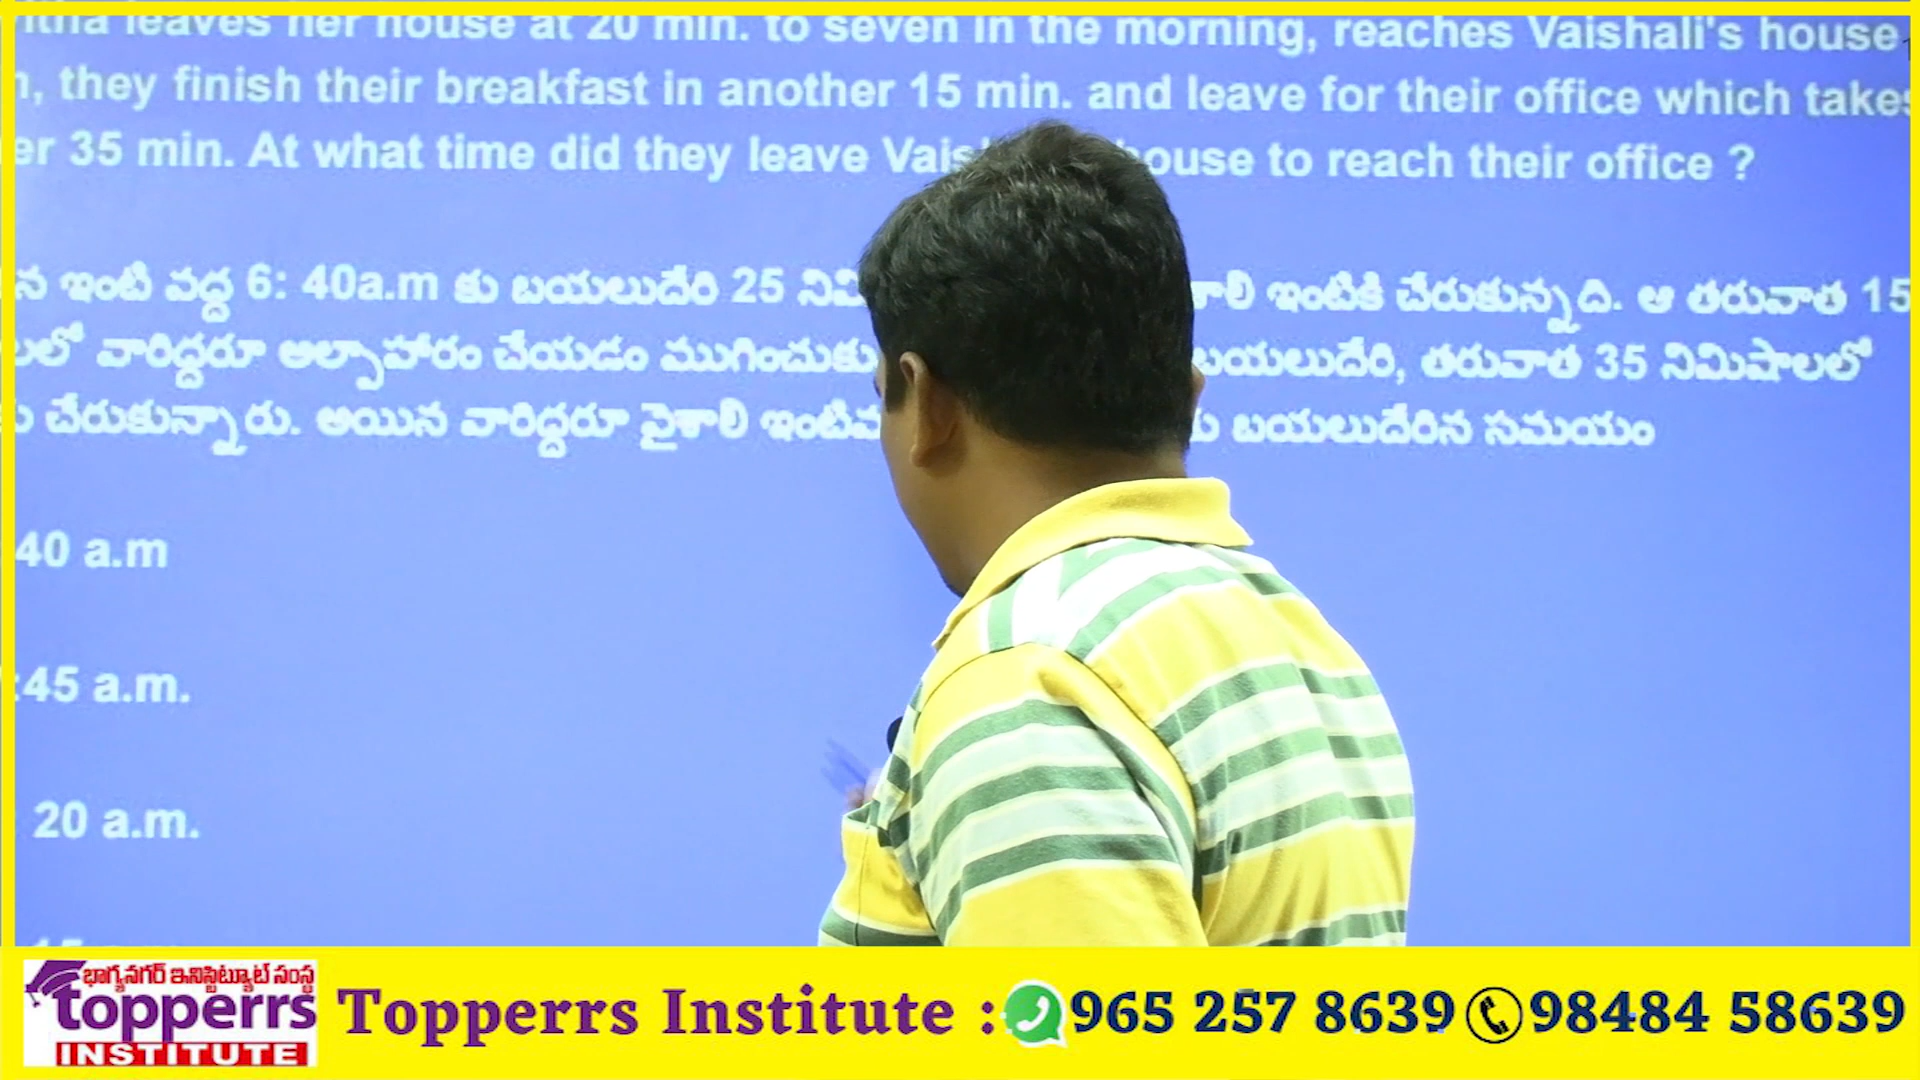 itha leaves her house at 20 min. to seven in the morning, reaches Vaishali's house
n, they finish their breakfast in another 15 min. and leave for their office which takes
er 35 min. At what time did they leave house to reach their office ?
న ఇంటి వద్ద 6: 40a.m కు బయలుదేరి 25 ఇంటికి చేరుకున్నది. ఆ తరువాత 15
లలో వారిద్దరూ అల్పాహారం చేయడం బయలుదేరి, తరువాత 35 నిమిషాలలో
చేరుకున్నారు. అయిన వారిద్దరూ వైశాలి బయలుదేరిన సమయం
40 a.m
:45 a.m.
20 a.m.
భాగ్యనగర్ ఇనిస్టిట్యూట్ సంస్థ
topperrs
INSTITUTE
Topperrs Institute : 965 257 8639 98484 58639